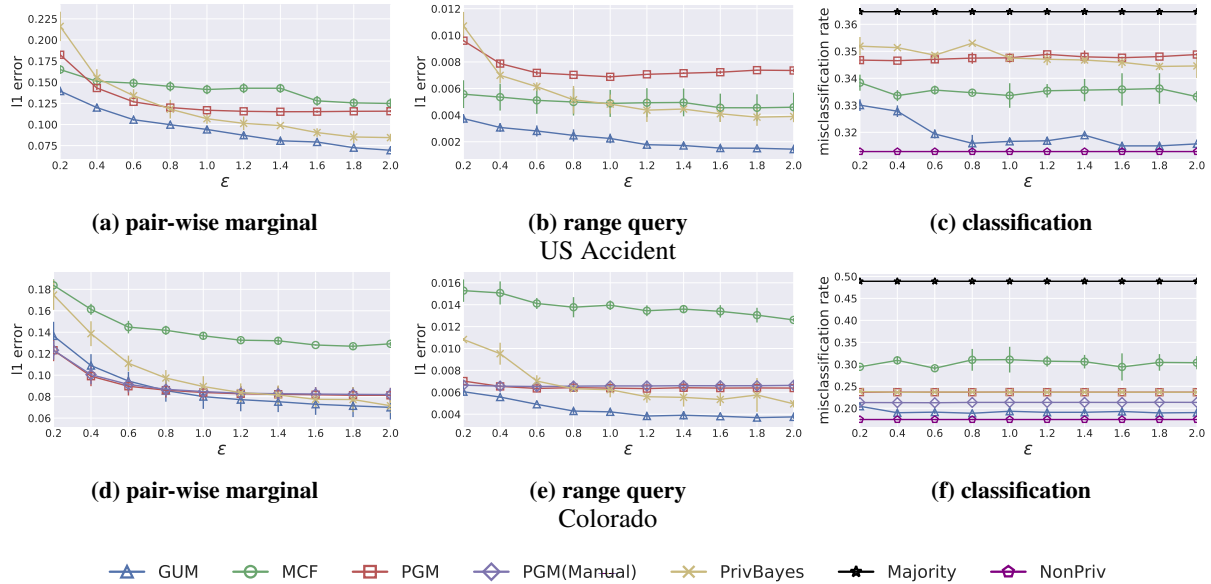 0.225 0.200 0.175 0.150 0.125 0.100 0.075
l1 error
0.2 0.4 0.6 0.8 1.0 1.2 1.4 1.6 1.8 2.0
ε
(a) pair-wise marginal
0.012 0.010 0.008 0.006 0.004 0.002
l1 error
0.2 0.4 0.6 0.8 1.0 1.2 1.4 1.6 1.8 2.0
ε
(b) range query
0.36 0.35 0.34 0.33 0.32
misclassification rate
0.2 0.4 0.6 0.8 1.0 1.2 1.4 1.6 1.8 2.0
ε
(c) classification
US Accident
0.18 0.16 0.14 0.12 0.10 0.08 0.06
l1 error
0.2 0.4 0.6 0.8 1.0 1.2 1.4 1.6 1.8 2.0
ε
(d) pair-wise marginal
0.016 0.014 0.012 0.010 0.008 0.006 0.004
l1 error
0.2 0.4 0.6 0.8 1.0 1.2 1.4 1.6 1.8 2.0
ε
(e) range query
0.50 0.45 0.40 0.35 0.30 0.25 0.20
misclassification rate
0.2 0.4 0.6 0.8 1.0 1.2 1.4 1.6 1.8 2.0
ε
(f) classification
Colorado
GUM MCF PGM PGM(Manual) PrivBayes Majority NonPriv